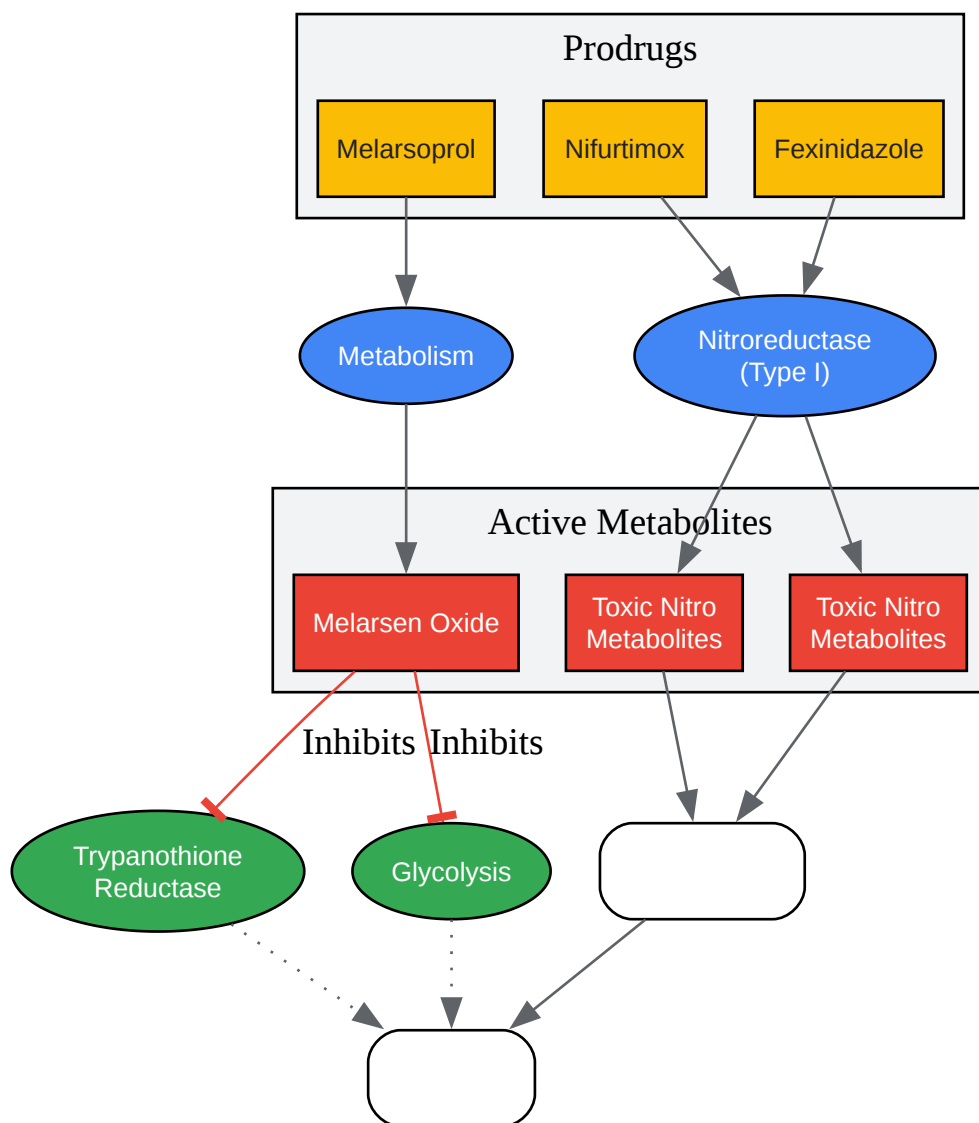 Prodrugs
Melarsoprol
Nifurtimox
Fexinidazole
Metabolism
Nitroreductase
(Type I)
Active Metabolites
Melarsen Oxide
Toxic Nitro
Metabolites
Toxic Nitro
Metabolites
Inhibits
Inhibits
Trypanothione
Reductase
Glycolysis